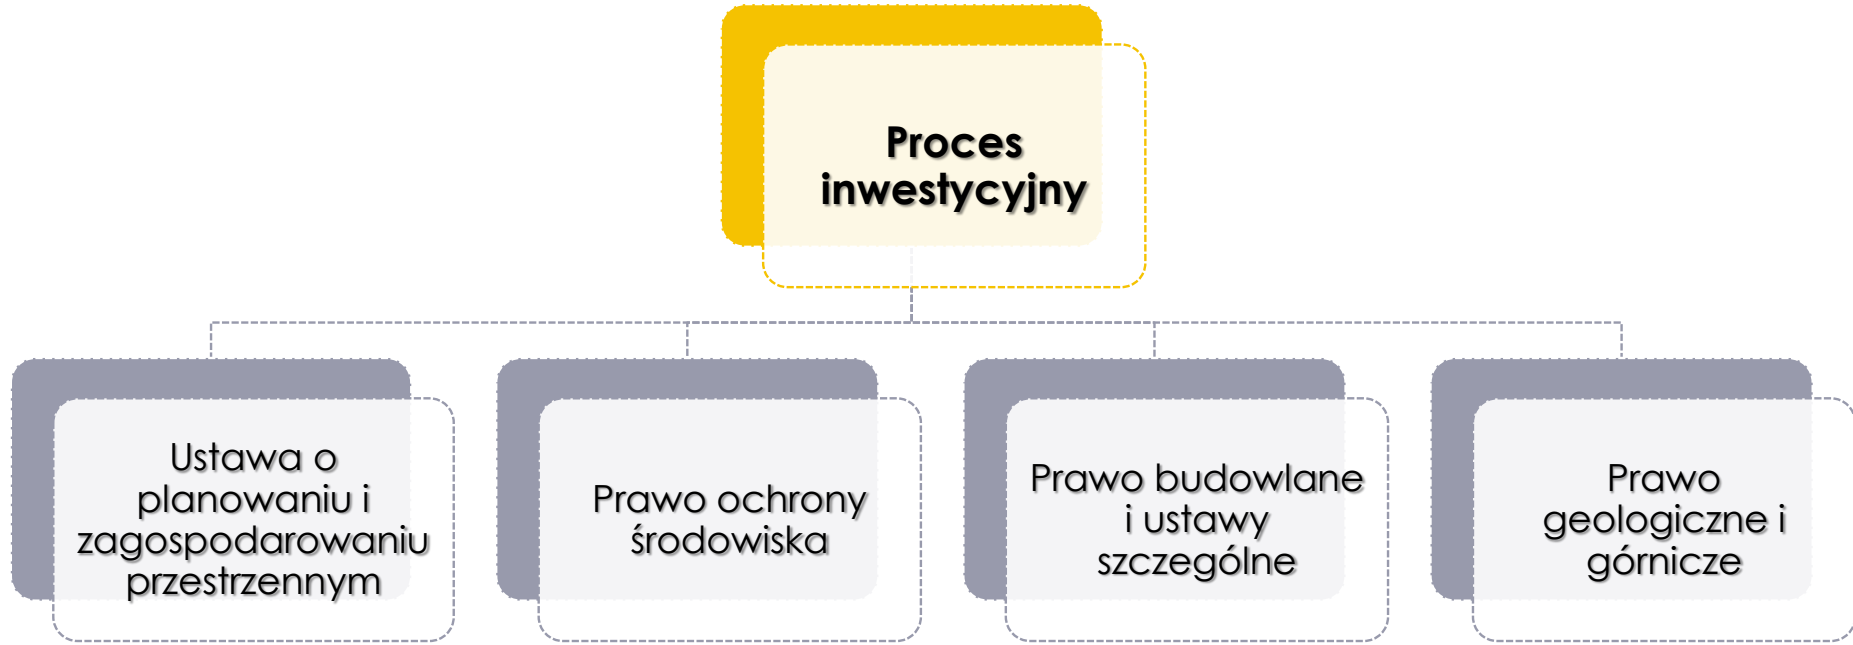 Proces
inwestycyjny
Ustawa o
planowaniu i
zagospodarowaniu
przestrzennym
Prawo ochrony
środowiska
Prawo budowlane
i ustawy
szczególne
Prawo
geologiczne i
górnicze